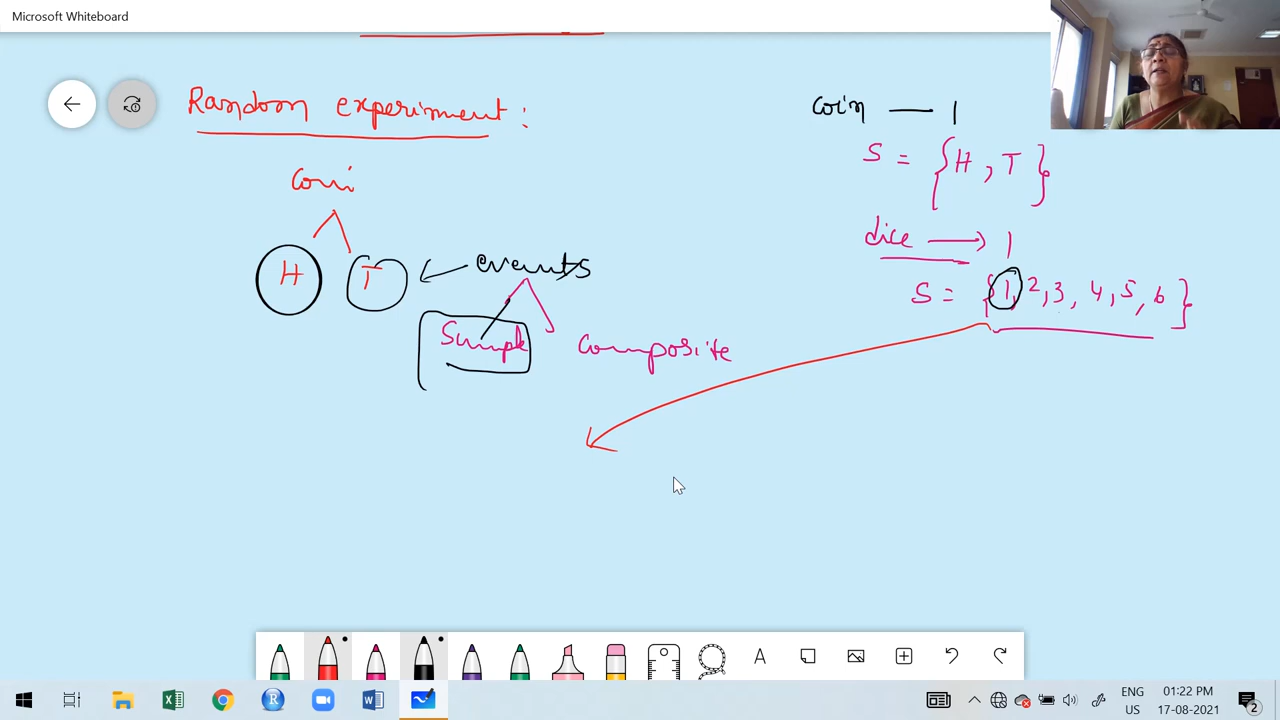 Microsoft Whiteboard
Random experiment:
coin — 1
S = {H, T}
Coin
dice → 1
H T ← events
S = {1, 2, 3, 4, 5, 6}
Simple composite
A
ENG
US
01:22 PM
17-08-2021
2